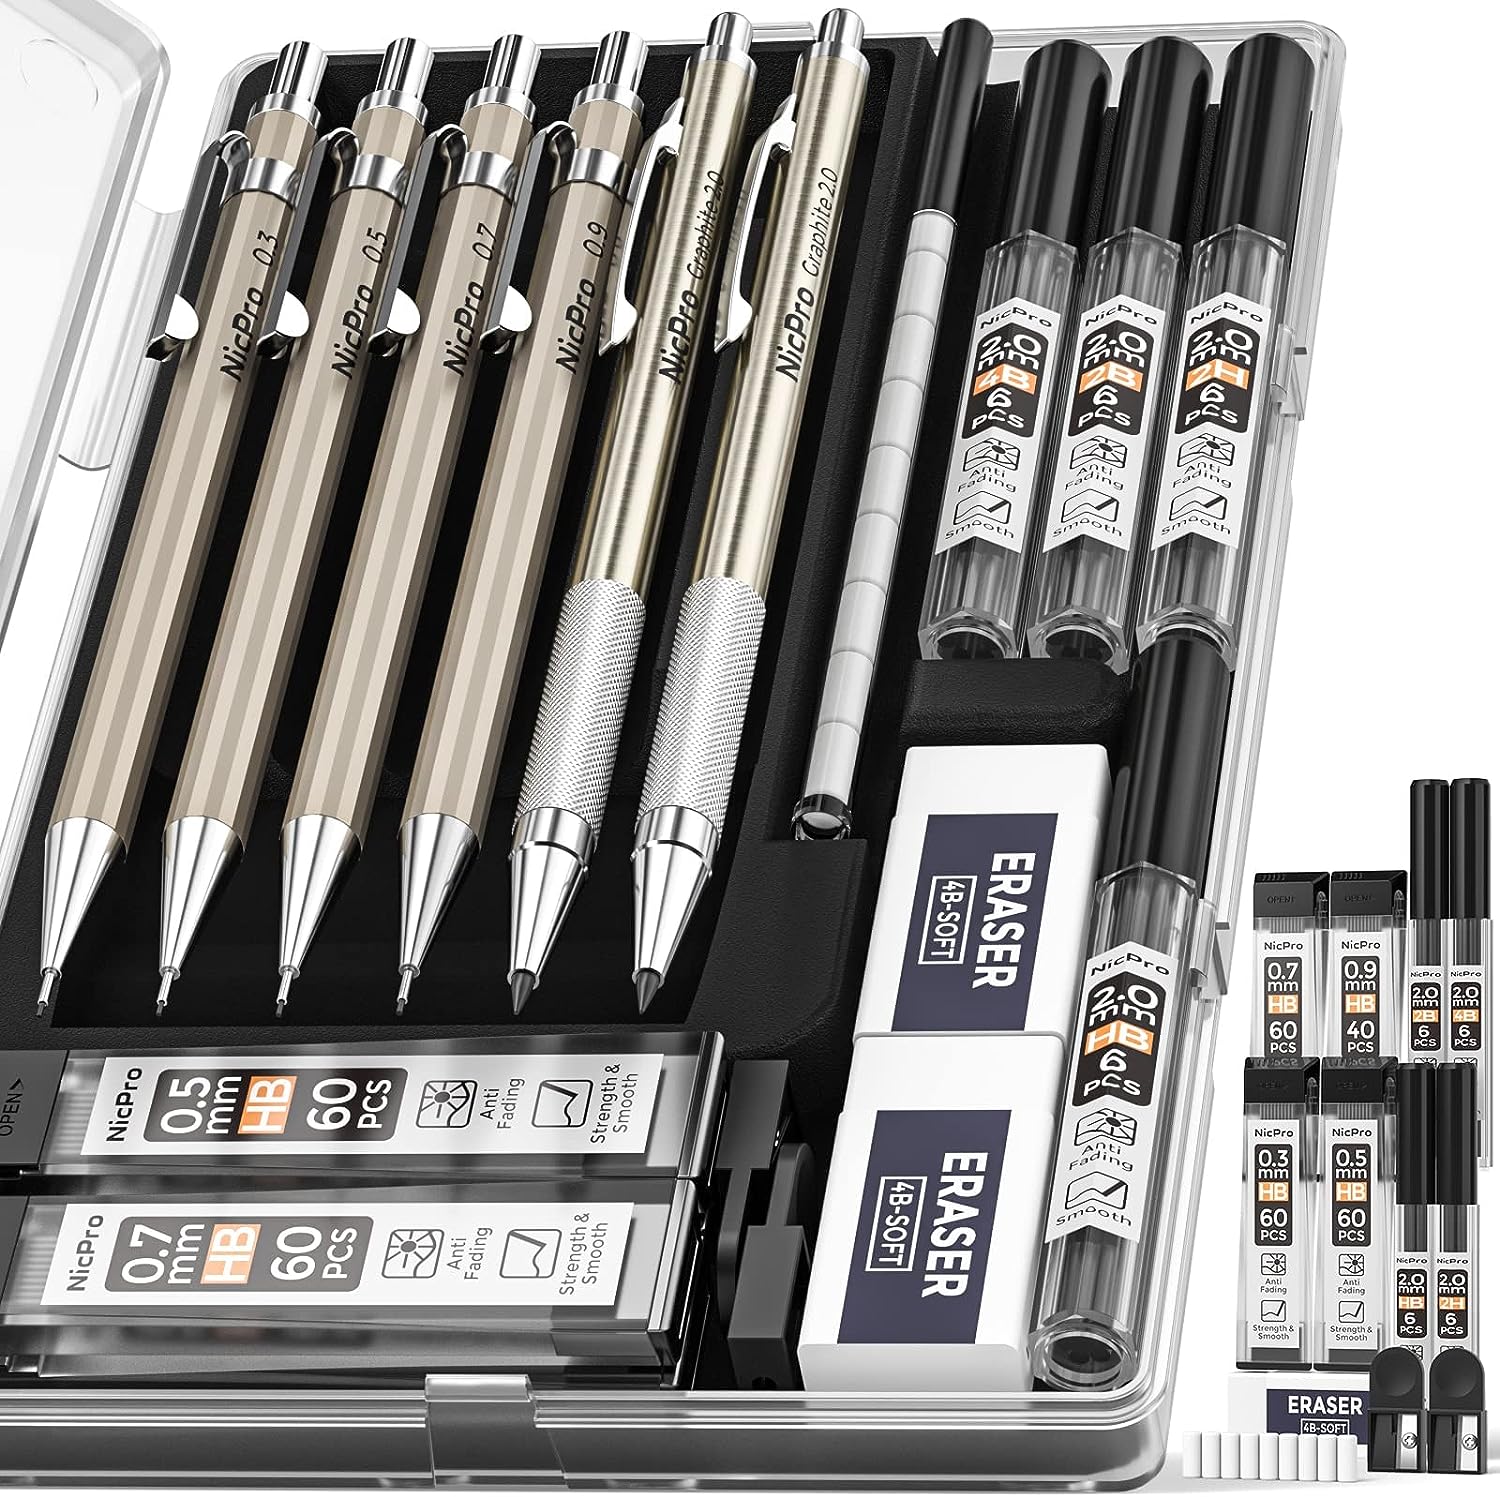 NicPro 0.3
NicPro 0.5
NicPro 0.7
NicPro 0.9
NicPro Graphite 2.0
NicPro Graphite 2.0
NicPro
2.0
mm
4B
6
PCS
Anti
Fading
Smooth
NicPro
2.0
mm
2B
6
PCS
Anti
Fading
Smooth
NicPro
2.0
mm
2H
6
PCS
Anti
Fading
Smooth
ERASER
4B-SOFT
ERASER
4B-SOFT
NicPro
2.0
mm
HB
6
PCS
Anti
Fading
Smooth
OPEN
NicPro
0.5
mm
HB
60
PCS
Anti
Fading
Strength &
Smooth
NicPro
0.7
mm
HB
60
PCS
Anti
Fading
Strength &
Smooth
OPEN
NicPro
0.7
mm
HB
60
PCS
OPEN
NicPro
0.9
mm
HB
40
PCS
NicPro
2.0
mm
2B
6
PCS
NicPro
2.0
mm
4B
6
PCS
OPEN
NicPro
0.3
mm
HB
60
PCS
Anti
Fading
Strength &
Smooth
NicPro
0.5
mm
HB
60
PCS
Anti
Fading
Strength &
Smooth
NicPro
2.0
mm
HB
6
PCS
NicPro
2.0
mm
2H
6
PCS
ERASER
4B-SOFT